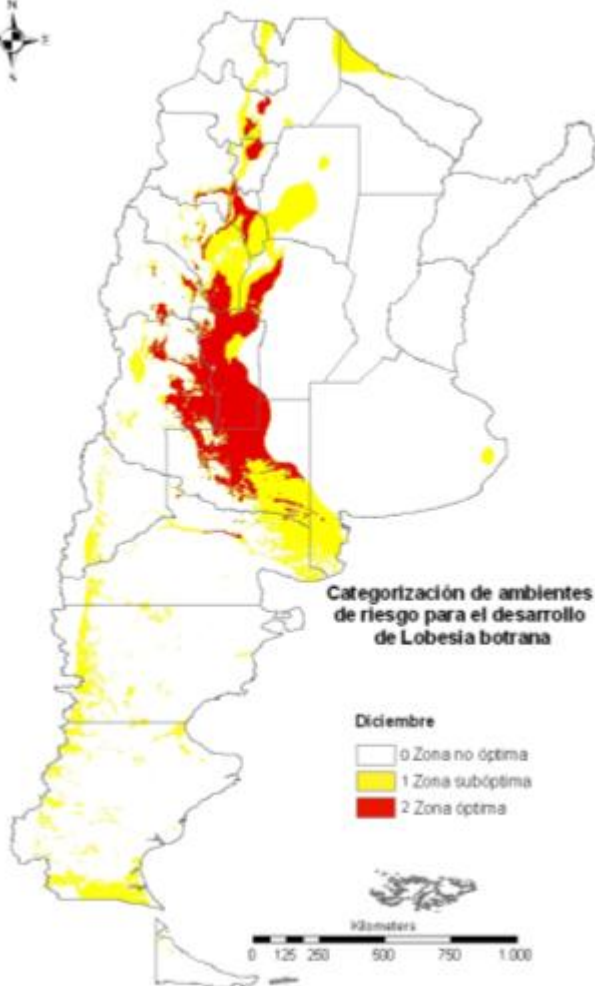 N
E
S
Categorización de ambientes
de riesgo para el desarrollo
de Lobesia botrana
Diciembre
0 Zona no óptima
1 Zona subóptima
2 Zona óptima
Kilometers
0 125 250 500 750 1.000